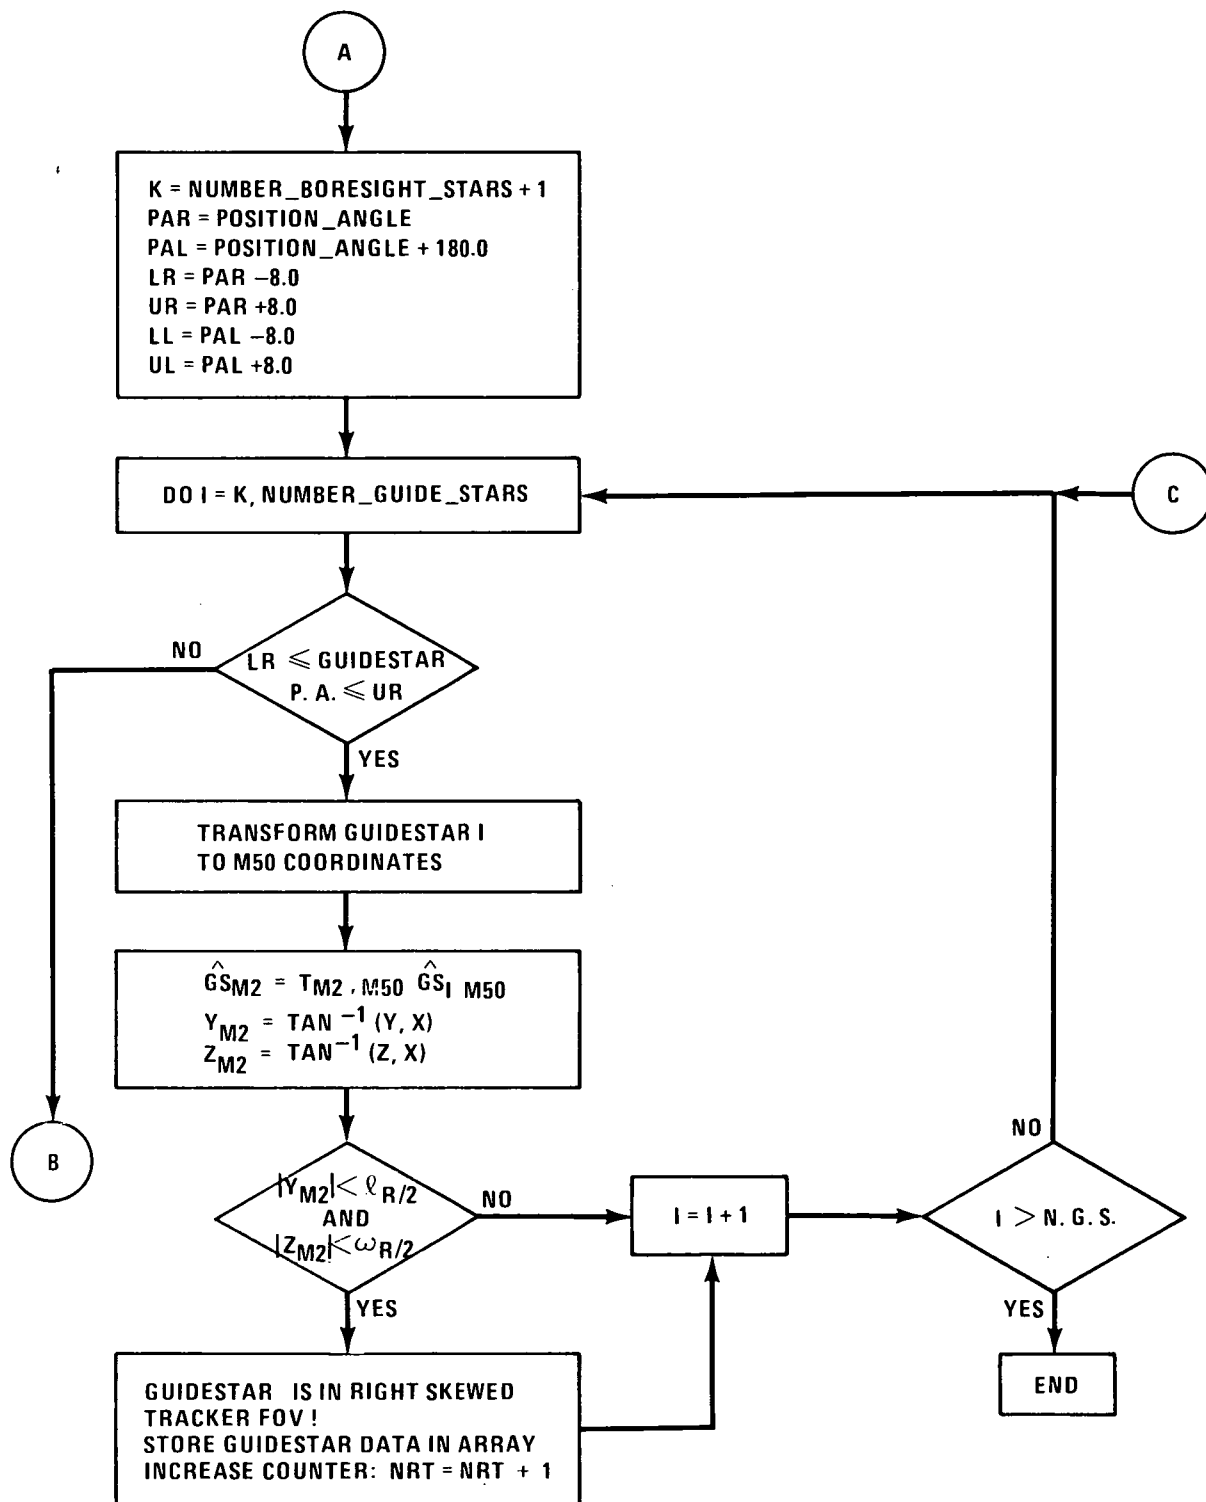 A
K = NUMBER_BORESIGHT_STARS + 1
PAR = POSITION_ANGLE
PAL = POSITION_ANGLE + 180.0
LR = PAR −8.0
UR = PAR +8.0
LL = PAL −8.0
UL = PAL +8.0
DO I = K, NUMBER_GUIDE_STARS
C
NO
LR ⩽ GUIDESTAR
P. A. ⩽ UR
YES
TRANSFORM GUIDESTAR I
TO M50 COORDINATES
ĜS_M2 = T_M2, M50 ĜS_I M50
Y_M2 = TAN⁻¹ (Y, X)
Z_M2 = TAN⁻¹ (Z, X)
B
|Y_M2| < ℓ_R/2
AND
|Z_M2| < ω_R/2
NO
I = I + 1
NO
I > N. G. S.
YES
YES
END
GUIDESTAR IS IN RIGHT SKEWED
TRACKER FOV !
STORE GUIDESTAR DATA IN ARRAY
INCREASE COUNTER: NRT = NRT + 1